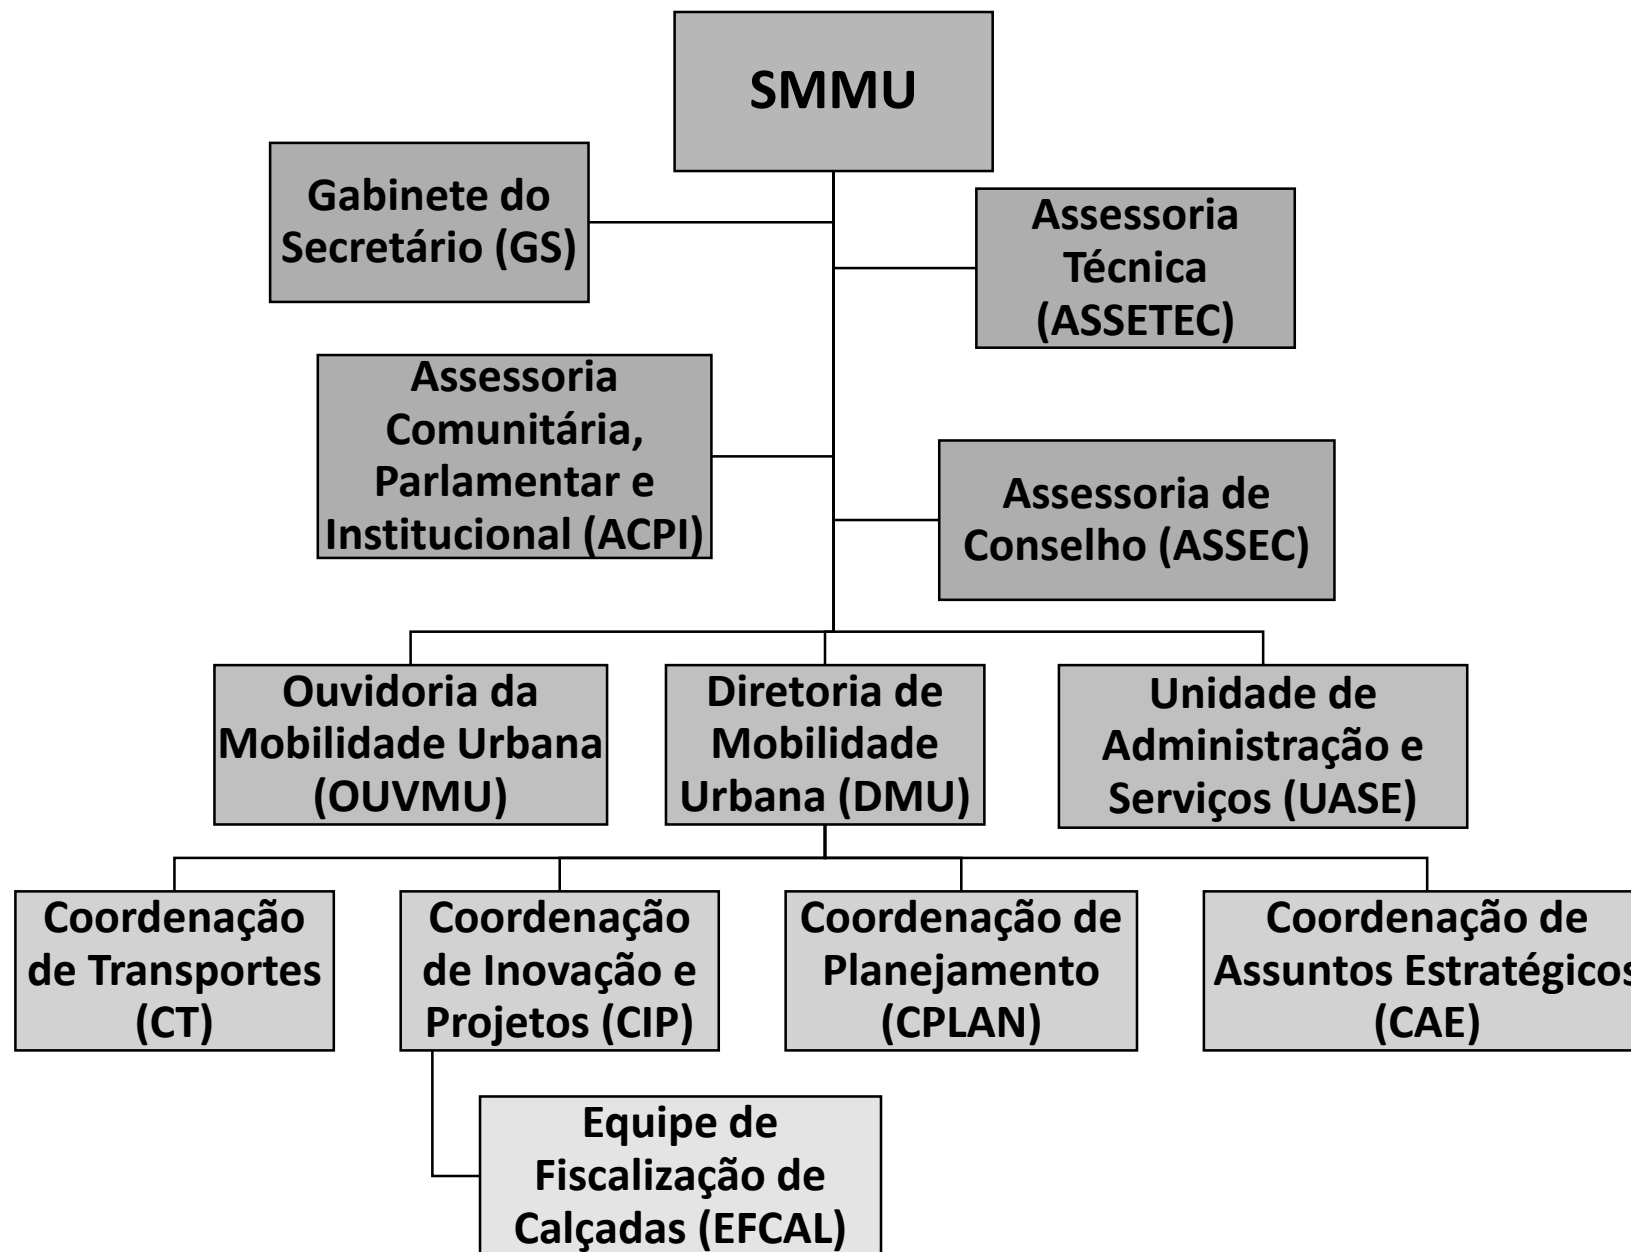 SMMU
Gabinete do
Secretário (GS)
Assessoria
Técnica
(ASSETEC)
Assessoria
Comunitária,
Parlamentar e
Institucional (ACPI)
Assessoria de
Conselho (ASSEC)
Ouvidoria da
Mobilidade Urbana
(OUVMU)
Diretoria de
Mobilidade
Urbana (DMU)
Unidade de
Administração e
Serviços (UASE)
Coordenação
de Transportes
(CT)
Coordenação
de Inovação e
Projetos (CIP)
Coordenação de
Planejamento
(CPLAN)
Coordenação de
Assuntos Estratégicos
(CAE)
Equipe de
Fiscalização de
Calçadas (EFCAL)